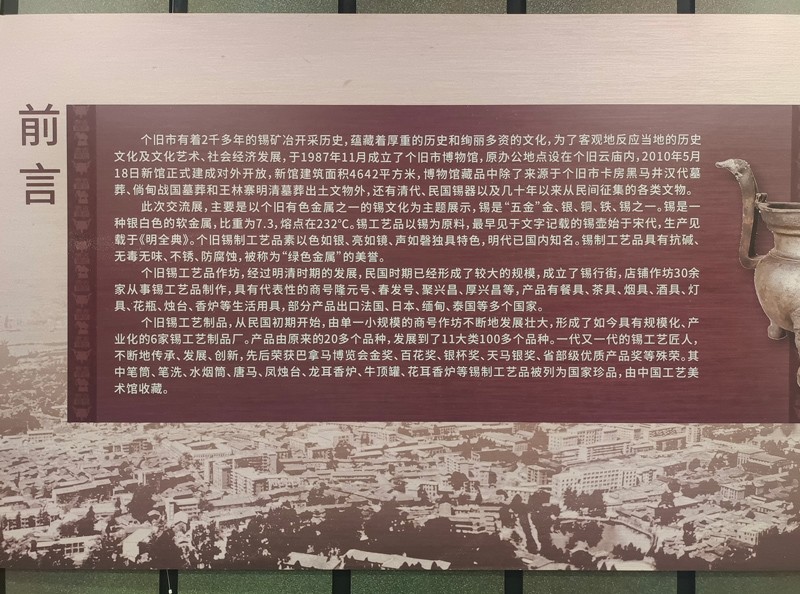 前言
个旧市有着2千多年的锡矿冶开采历史，蕴藏着厚重的历史和绚丽多资的文化，为了客观地反应当地的历史
文化及文化艺术、社会经济发展，于1987年11月成立了个旧市博物馆，原办公地点设在个旧云庙内，2010年5月
18日新馆正式建成对外开放，新馆建筑面积4642平方米，博物馆藏品中除了来源于个旧市卡房黑马井汉代墓
葬、倘甸战国墓葬和王林寨明清墓葬出土文物外，还有清代、民国锡器以及几十年以来从民间征集的各类文物。
此次交流展，主要是以个旧有色金属之一的锡文化为主题展示，锡是“五金”金、银、铜、铁、锡之一。锡是一
种银白色的软金属，比重为7.3，熔点在232℃。锡工艺品以锡为原料，最早见于文字记载的锡壶始于宋代，生产见
载于《明全典》。个旧锡制工艺品素以色如银、亮如镜、声如磬独具特色，明代已国内知名。锡制工艺品具有抗碱、
无毒无味、不锈、防腐蚀，被称为“绿色金属”的美誉。
个旧锡工艺品作坊，经过明清时期的发展，民国时期已经形成了较大的规模，成立了锡行街，店铺作坊30余
家从事锡工艺品制作，具有代表性的商号隆元号、春发号、聚兴昌、厚兴昌等，产品有餐具、茶具、烟具、酒具、灯
具、花瓶、烛台、香炉等生活用具，部分产品出口法国、日本、缅甸、泰国等多个国家。
个旧锡工艺制品，从民国初期开始，由单一小规模的商号作坊不断地发展壮大，形成了如今具有规模化、产
业化的6家锡工艺制品厂。产品由原来的20多个品种，发展到了11大类100多个品种。一代又一代的锡工艺匠人，
不断地传承、发展、创新，先后荣获巴拿马博览会金奖、百花奖、银杯奖、天马银奖、省部级优质产品奖等殊荣。其
中笔筒、笔洗、水烟筒、唐马、凤烛台、龙耳香炉、牛顶罐、花耳香炉等锡制工艺品被列为国家珍品，由中国工艺美
术馆收藏。